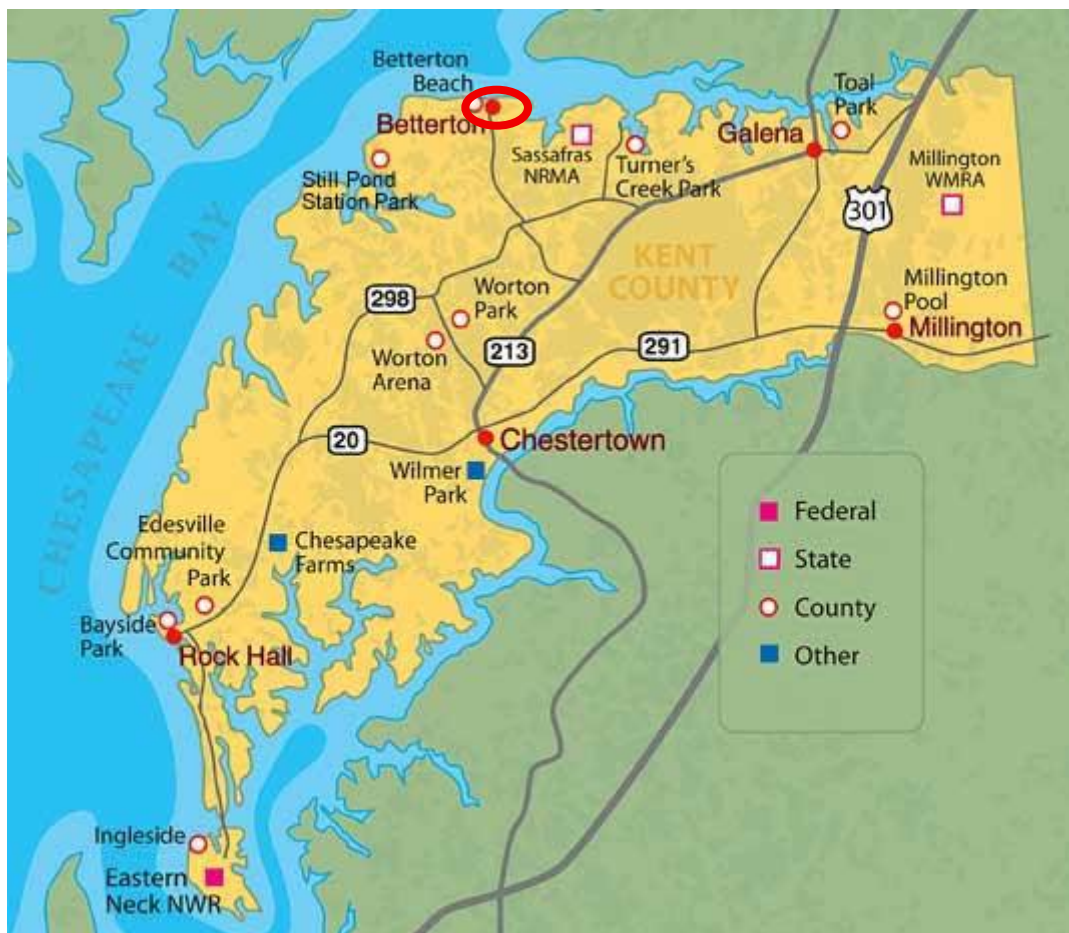 Betterton
Beach
Betterton
Toal
Park
Galena
Sassafras
NRMA
Turner's
Creek Park
Millington
WMRA
Still Pond
Station Park
301
CHESAPEAKE BAY
KENT
COUNTY
298
Worton
Park
Millington
Pool
Millington
Worton
Arena
213
291
20
Chestertown
Wilmer
Park
Federal
State
County
Other
Edesville
Community
Park
Chesapeake
Farms
Bayside
Park
Rock Hall
Ingleside
Eastern
Neck NWR